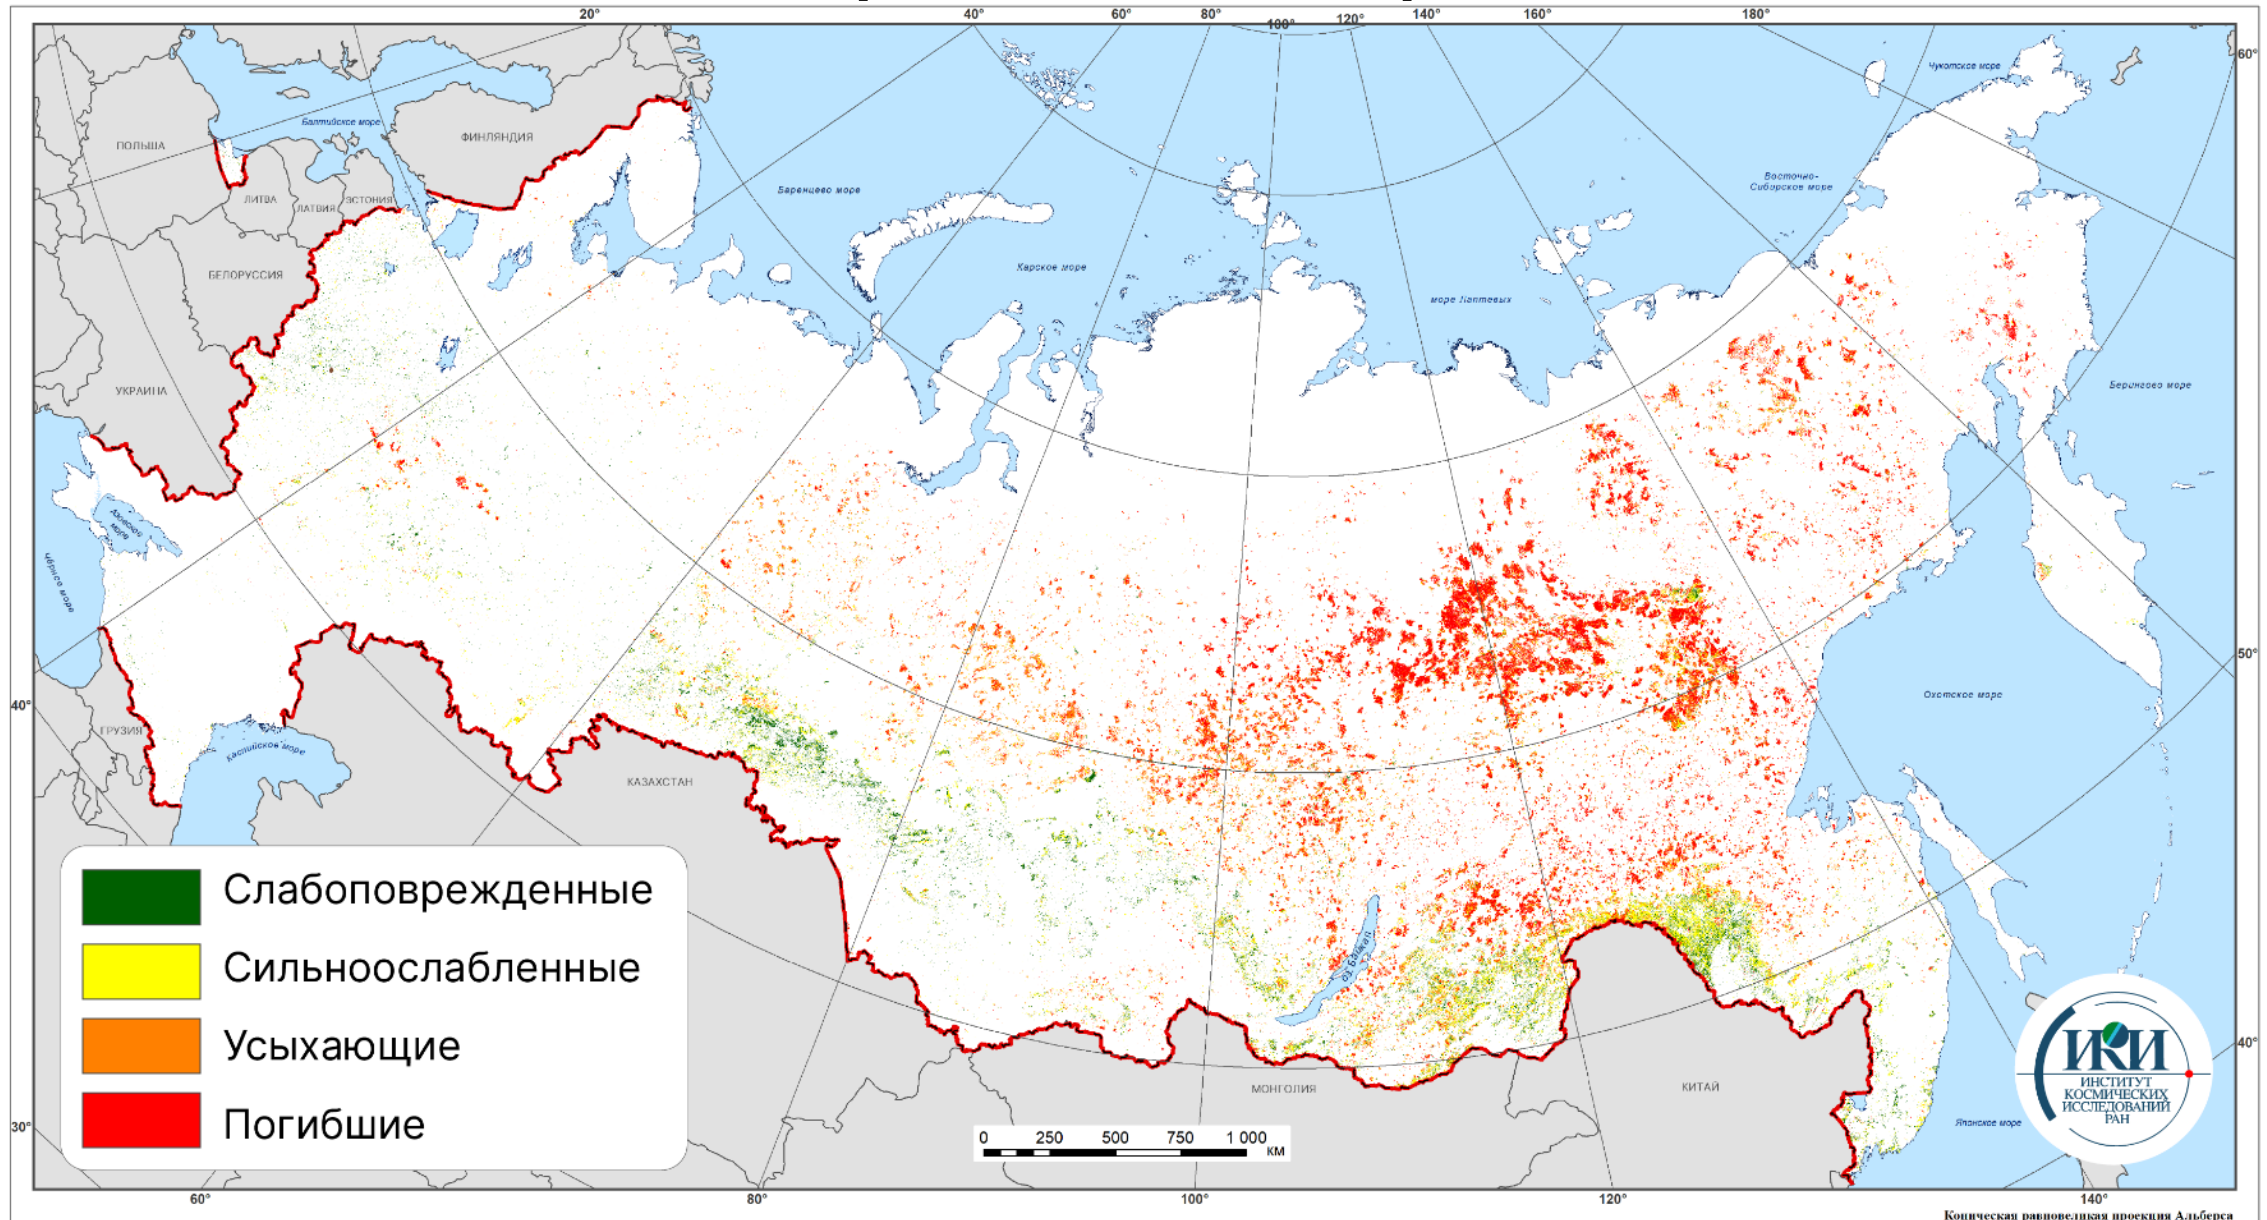 20° 40° 60° 80° 100° 120° 140° 160° 180°
60°
Чукотское море
Балтийское море
ФИНЛЯНДИЯ
ПОЛЬША
Восточно-
Сибирское море
Баренцево море
ЛИТВА
ЛАТВИЯ
ЭСТОНИЯ
БЕЛОРУССИЯ
Карское море
море Лаптевых
УКРАИНА
Берингово море
Азовское
море
Чёрное море
50°
Охотское море
40°
ГРУЗИЯ
Каспийское море
КАЗАХСТАН
Слабоповрежденные
Сильноослабленные
Усыхающие
Погибшие
оз. Байкал
ИКИ
ИНСТИТУТ
КОСМИЧЕСКИХ
ИССЛЕДОВАНИЙ
РАН
40°
МОНГОЛИЯ
КИТАЙ
Японское море
30°
0 250 500 750 1 000
КМ
60° 80° 100° 120° 140°
Коническая равновеликая проекция Альберса